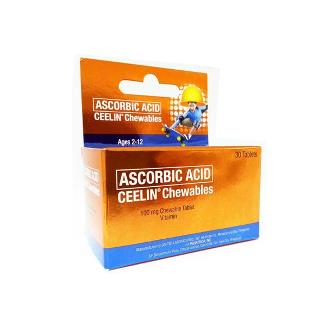 ASCORBIC ACID
CEELIN® Chewables
Ages 2-12
30 Tablets
ASCORBIC ACID
CEELIN® Chewables
100 mg Chewable Tablet
Vitamin